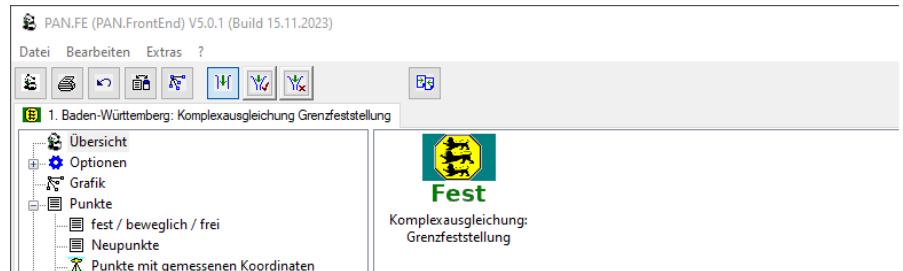 PAN.FE (PAN.FrontEnd) V5.0.1 (Build 15.11.2023)
Datei Bearbeiten Extras ?
1. Baden-Württemberg: Komplexausgleichung Grenzfeststellung
Übersicht
Optionen
Grafik
Punkte
fest / beweglich / frei
Neupunkte
Punkte mit gemessenen Koordinaten
Fest
Komplexausgleichung:
Grenzfeststellung